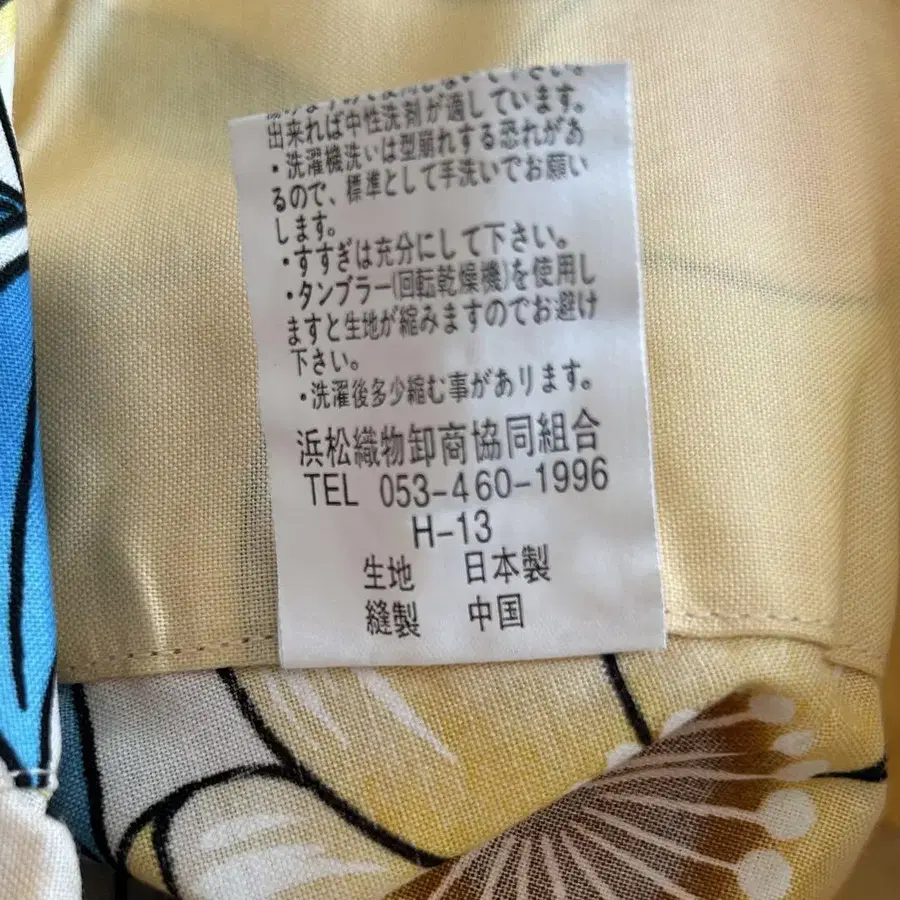 出来れば中性洗剤が適しています。
・洗濯機洗いは型崩れする恐れがあ
るので、標準として手洗いでお願い
します。
・すすぎは充分にして下さい。
・タンブラー(回転乾燥機)を使用し
ますと生地が縮みますのでお避け
下さい。
・洗濯後多少縮む事があります。
浜松織物卸商協同組合
TEL 053-460-1996
H-13
生地 日本製
縫製 中国